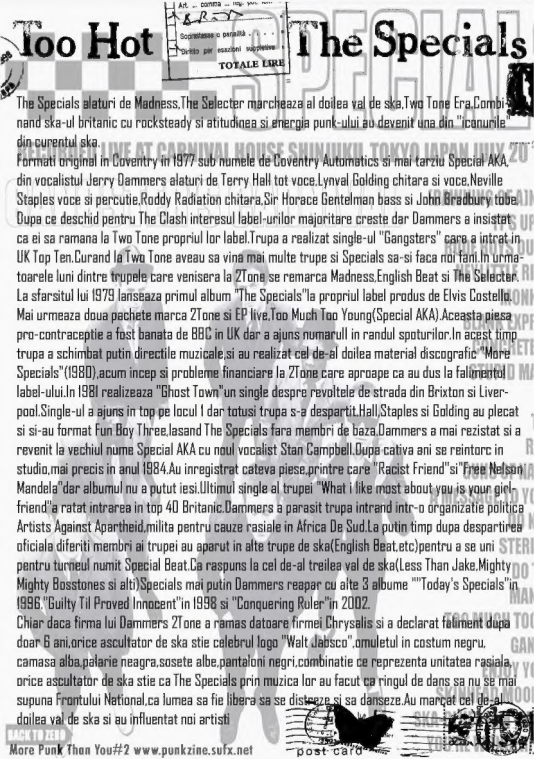 Art. ... comma
Soprattassa o penalità
Diritto per esazioni suppletive
TOTALE LIRE
Too Hot The Specials
SPECIAL
The Specials alaturi de Madness,The Selecter marcheaza al doilea val de ska,Two Tone Era.Combi-
nand ska-ul britanic cu rocksteady si atitudinea si energia punk-ului au devenit una din "iconurile"
din curentul ska.
LIVE AT CARNIVAL HOUSE SHINJUKU, TOKYO JAPAN JULY, 20
Formati original in Coventry in 1977 sub numele de Coventry Automatics si mai tarziu Special AKA,
din vocalistul Jerry Dammers alaturi de Terry Hall tot voce,Lynval Golding chitara si voce,Neville
Staples voce si percutie,Roddy Radiation chitara,Sir Horace Gentelman bass si John Bradbury tobe.
Dupa ce deschid pentru The Clash interesul label-urilor majoritare creste dar Dammers a insistat
ca ei sa ramana la Two Tone propriul lor label.Trupa a realizat single-ul "Gangsters" care a intrat in
UK Top Ten.Curand la Two Tone aveau sa vina mai multe trupe si Specials sa-si faca noi fani.In urma-
toarele luni dintre trupele care venisera la 2Tone se remarca Madness,English Beat si The Selecter.
La sfarsitul lui 1979 lanseaza primul album "The Specials"la propriul label produs de Elvis Costello.
Mai urmeaza doua pachete marca 2Tone si EP live,Too Much Too Young(Special AKA).Aceasta piesa
pro-contraceptie a fost banata de BBC in UK dar a ajuns numarull in randul spoturilor.In acest timp
trupa a schimbat putin directile muzicale,si au realizat cel de-al doilea material discografic "More
Specials"(1980),acum incep si probleme financiare la 2Tone care aproape ca au dus la falimentul
label-ului.In 1981 realizeaza "Ghost Town"un single despre revoltele de strada din Brixton si Liver-
pool.Single-ul a ajuns in top pe locul 1 dar totusi trupa s-a despartit.Hall,Staples si Golding au plecat
si si-au format Fun Boy Three,lasand The Specials fara membri de baza.Dammers a mai rezistat si a
revenit la vechiul nume Special AKA cu noul vocalist Stan Campbell.Dupa cativa ani se reintorc in
studio,mai precis in anul 1984.Au inregistrat cateva piese,printre care "Racist Friend"si"Free Nelson
Mandela"dar albumul nu a putut iesi.Ultimul single al trupei "What i like most about you is your girl-
friend"a ratat intrarea in top 40 Britanic.Dammers a parasit trupa intrand intr-o organizatie politica
Artists Against Apartheid,milita pentru cauze rasiale in Africa De Sud.La putin timp dupa despartirea
oficiala diferiti membri ai trupei au aparut in alte trupe de ska(English Beat,etc)pentru a se uni
pentru turneul numit Special Beat.Ca raspuns la cel de-al treilea val de ska(Less Than Jake,Mighty
Mighty Bosstones si alti)Specials mai putin Dammers reapar cu alte 3 albume ""Today's Specials"in
1996,"Guilty Til Proved Innocent"in 1998 si "Conquering Ruler"in 2002.
Chiar daca firma lui Dammers 2Tone a ramas datoare firmei Chrysalis si a declarat faliment dupa
doar 6 ani,orice ascultator de ska stie celebrul logo "Walt Jabsco",omuletul in costum negru,
camasa alba,palarie neagra,sosete albe,pantaloni negri,combinatie ce reprezenta unitatea rasiala,
orice ascultator de ska stie ca The Specials prin muzica lor au facut ca ringul de dans sa nu se mai
supuna Frontului National,ca lumea sa fie libera sa se distreze si sa danseze.Au marcat cel de-al
doilea val de ska si au influentat noi artisti
BACK TO ZERO
post card
More Punk Than You#2 www.punkzine.sufx.net